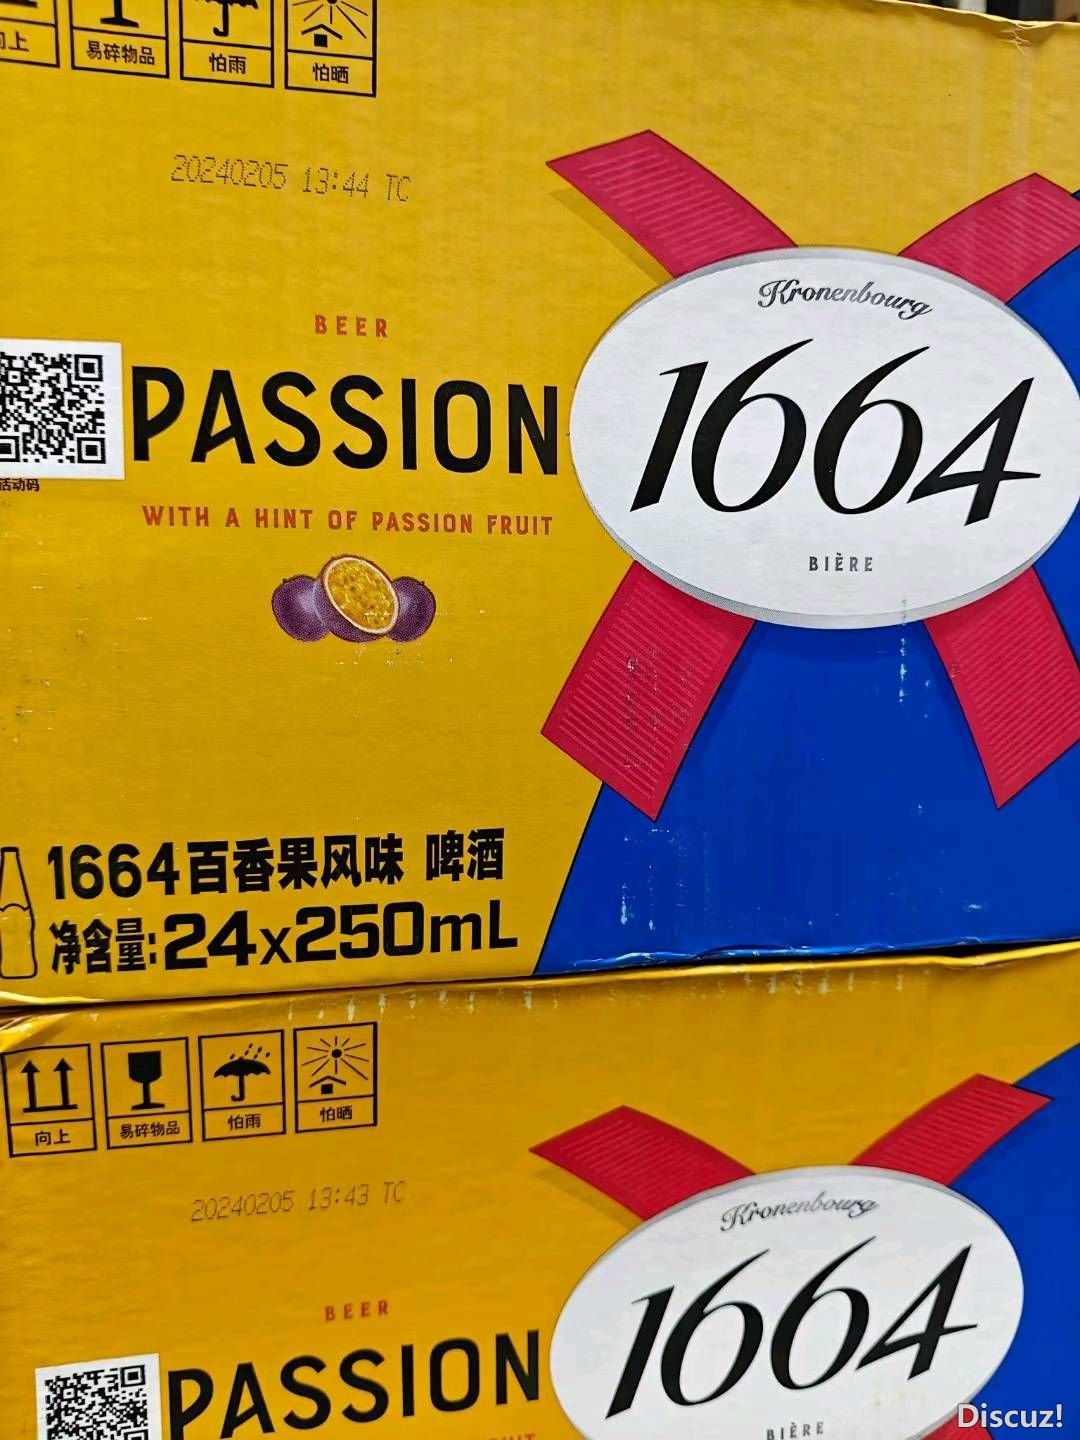 向上
易碎物品
怕雨
怕晒
20240205 13:44 TC
BEER
PASSION
WITH A HINT OF PASSION FRUIT
活动码
Kronenbourg
1664
BIÈRE
1664百香果风味 啤酒
净含量:24x250mL
向上
易碎物品
怕雨
怕晒
20240205 13:43 TC
BEER
PASSION
Kronenbourg
1664
BIÈRE
Discuz!